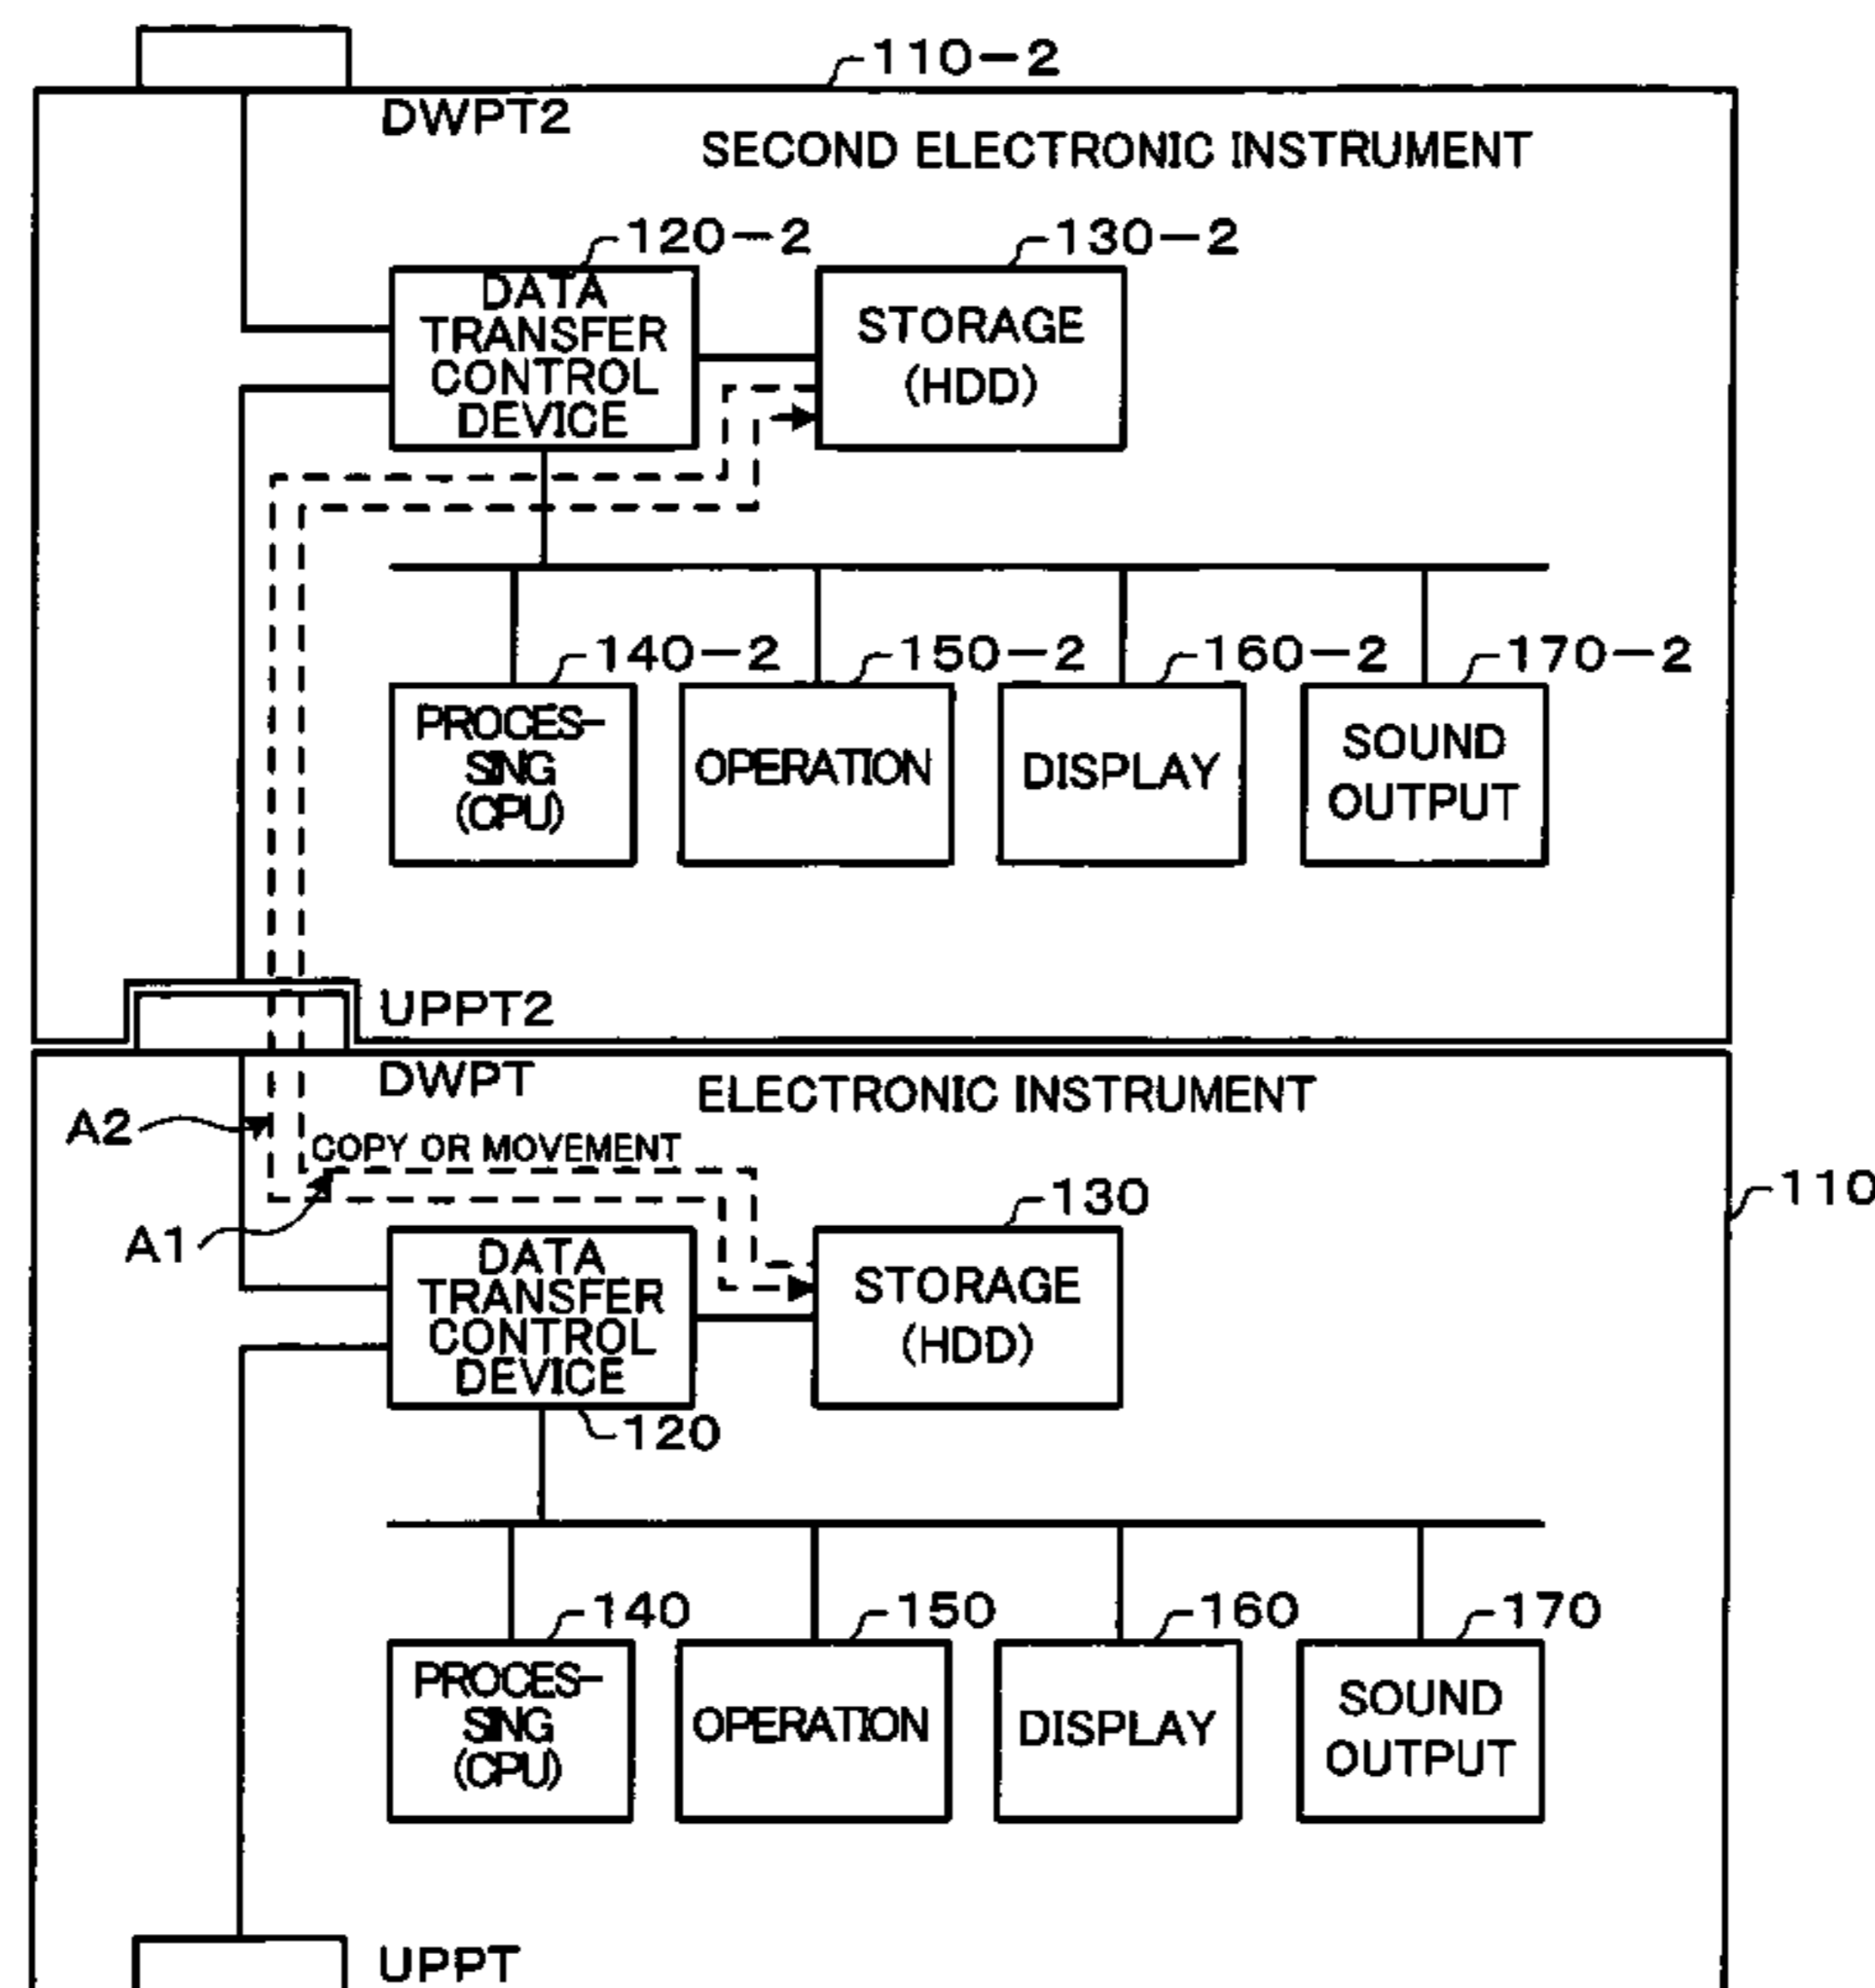 110-2
DWPT2
SECOND ELECTRONIC INSTRUMENT
120-2
130-2
DATA
TRANSFER
CONTROL
DEVICE
STORAGE
(HDD)
140-2
150-2
160-2
170-2
PROCES-
SING
(CPU)
OPERATION
DISPLAY
SOUND
OUTPUT
UPPT2
DWPT
ELECTRONIC INSTRUMENT
A2
COPY OR MOVEMENT
110
A1
130
DATA
TRANSFER
CONTROL
DEVICE
STORAGE
(HDD)
120
140
150
160
170
PROCES-
SING
(CPU)
OPERATION
DISPLAY
SOUND
OUTPUT
UPPT